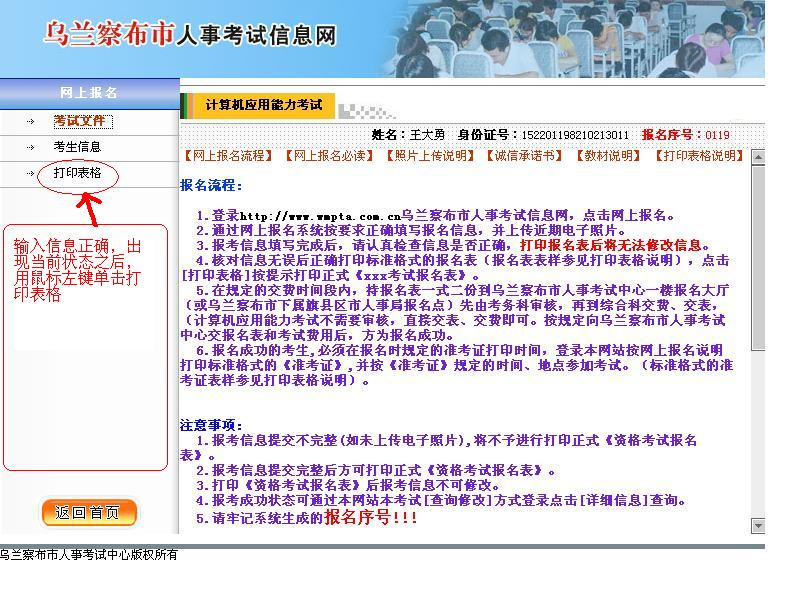 乌兰察布市人事考试信息网
网上报名
考试文件
考生信息
打印表格
输入信息正确，出
现当前状态之后，
用鼠标左键单击打
印表格
返回首页
计算机应用能力考试
姓名：王大勇 身份证号：152201198210213011 报名序号：0119
【网上报名流程】 【网上报名必读】 【照片上传说明】 【诚信承诺书】 【教材说明】 【打印表格说明】
报名流程：
1.登录http://www.wmpta.com.cn乌兰察布市人事考试信息网，点击网上报名。
2.通过网上报名系统按要求正确填写报名信息，并上传近期电子照片。
3.报考信息填写完成后，请认真检查信息是否正确，打印报名表后将无法修改信息。
4.核对信息无误后正确打印标准格式的报名表（报名表表样参见打印表格说明），点击
[打印表格]按提示打印正式《xxx考试报名表》。
5.在规定的交费时间段内，持报名表一式二份到乌兰察布市人事考试中心一楼报名大厅
（或乌兰察布市下属旗县区市人事局报名点）先由考务科审核，再到综合科交费、交表，
（计算机应用能力考试不需要审核，直接交表、交费即可。按规定向乌兰察布市人事考试
中心交报名表和考试费用后，方为报名成功。
6.报名成功的考生,必须在报名时规定的准考证打印时间，登录本网站按网上报名说明
打印标准格式的《准考证》,并按《准考证》规定的时间、地点参加考试。（标准格式的准
考证表样参见打印表格说明）。
注意事项：
1.报考信息提交不完整(如未上传电子照片),将不予进行打印正式《资格考试报名
表》。
2.报考信息提交完整后方可打印正式《资格考试报名表》。
3.打印《资格考试报名表》后报考信息不可修改。
4.报考成功状态可通过本网站本考试[查询修改]方式登录点击[详细信息]查询。
5.请牢记系统生成的报名序号!!!
乌兰察布市人事考试中心版权所有